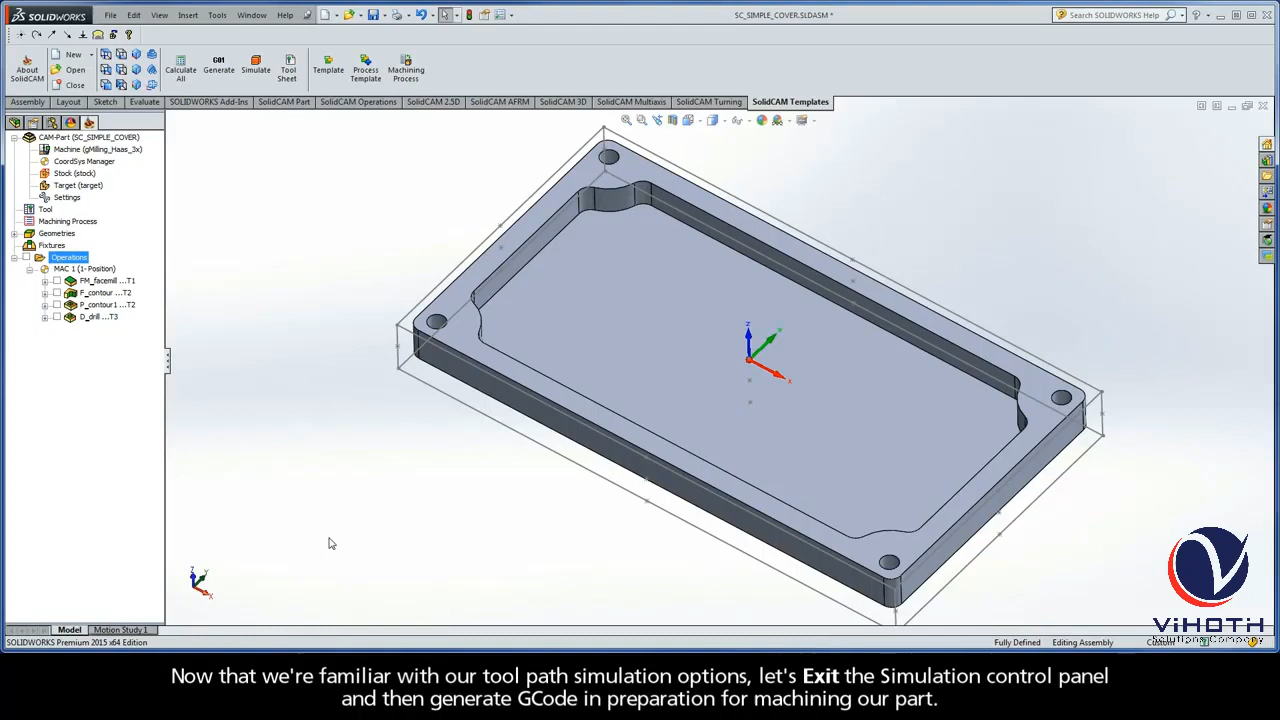 SOLIDWORKS
File Edit View Insert Tools Window Help
SC_SIMPLE_COVER.SLDASM *
Search SOLIDWORKS Help
About SolidCAM
New
Open
Close
Calculate All
G01
Generate
Simulate
Tool Sheet
Template
Process Template
Machining Process
Assembly Layout Sketch Evaluate SOLIDWORKS Add-Ins SolidCAM Part SolidCAM Operations SolidCAM 2.5D SolidCAM AFRM SolidCAM 3D SolidCAM Multiaxis SolidCAM Turning SolidCAM Templates
CAM-Part (SC_SIMPLE_COVER)
Machine (gMilling_Haas_3x)
CoordSys Manager
Stock (stock)
Target (target)
Settings
Tool
Machining Process
Geometries
Fixtures
Operations
MAC 1 (1- Position)
FM_facemill ...T1
F_contour ...T2
P_contour1 ...T2
D_drill ...T3
Z
Y
X
z
x
ViHOTH
Solutions Company
Model Motion Study 1
SOLIDWORKS Premium 2015 x64 Edition
Fully Defined Editing Assembly
Now that we're familiar with our tool path simulation options, let's Exit the Simulation control panel
and then generate GCode in preparation for machining our part.